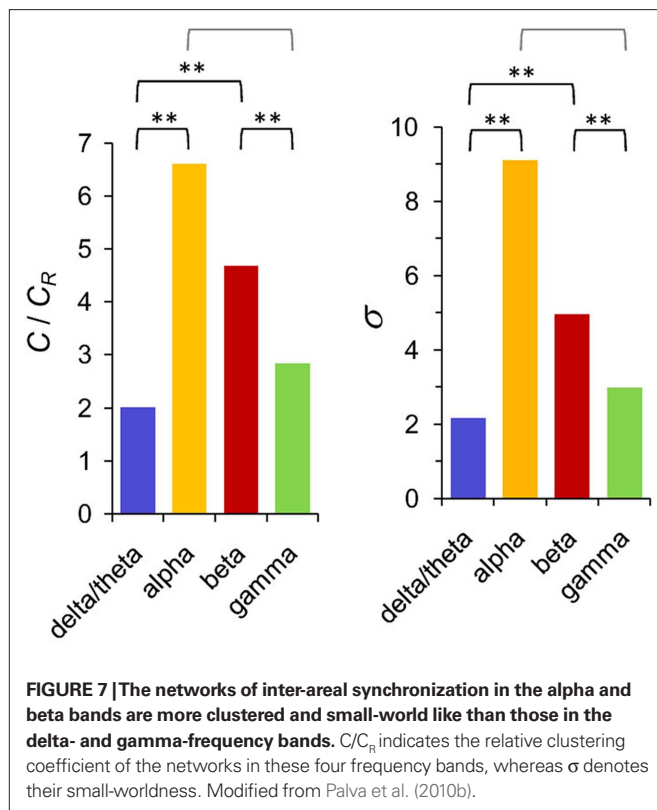 **
**
**
**
**
**
7
6
5
4
3
2
1
0
C / C_R
delta/theta
alpha
beta
gamma
10
8
6
4
2
0
σ
delta/theta
alpha
beta
gamma
FIGURE 7 | The networks of inter-areal synchronization in the alpha and
beta bands are more clustered and small-world like than those in the
delta- and gamma-frequency bands. C/C_R indicates the relative clustering
coefficient of the networks in these four frequency bands, whereas σ denotes
their small-worldness. Modified from Palva et al. (2010b).